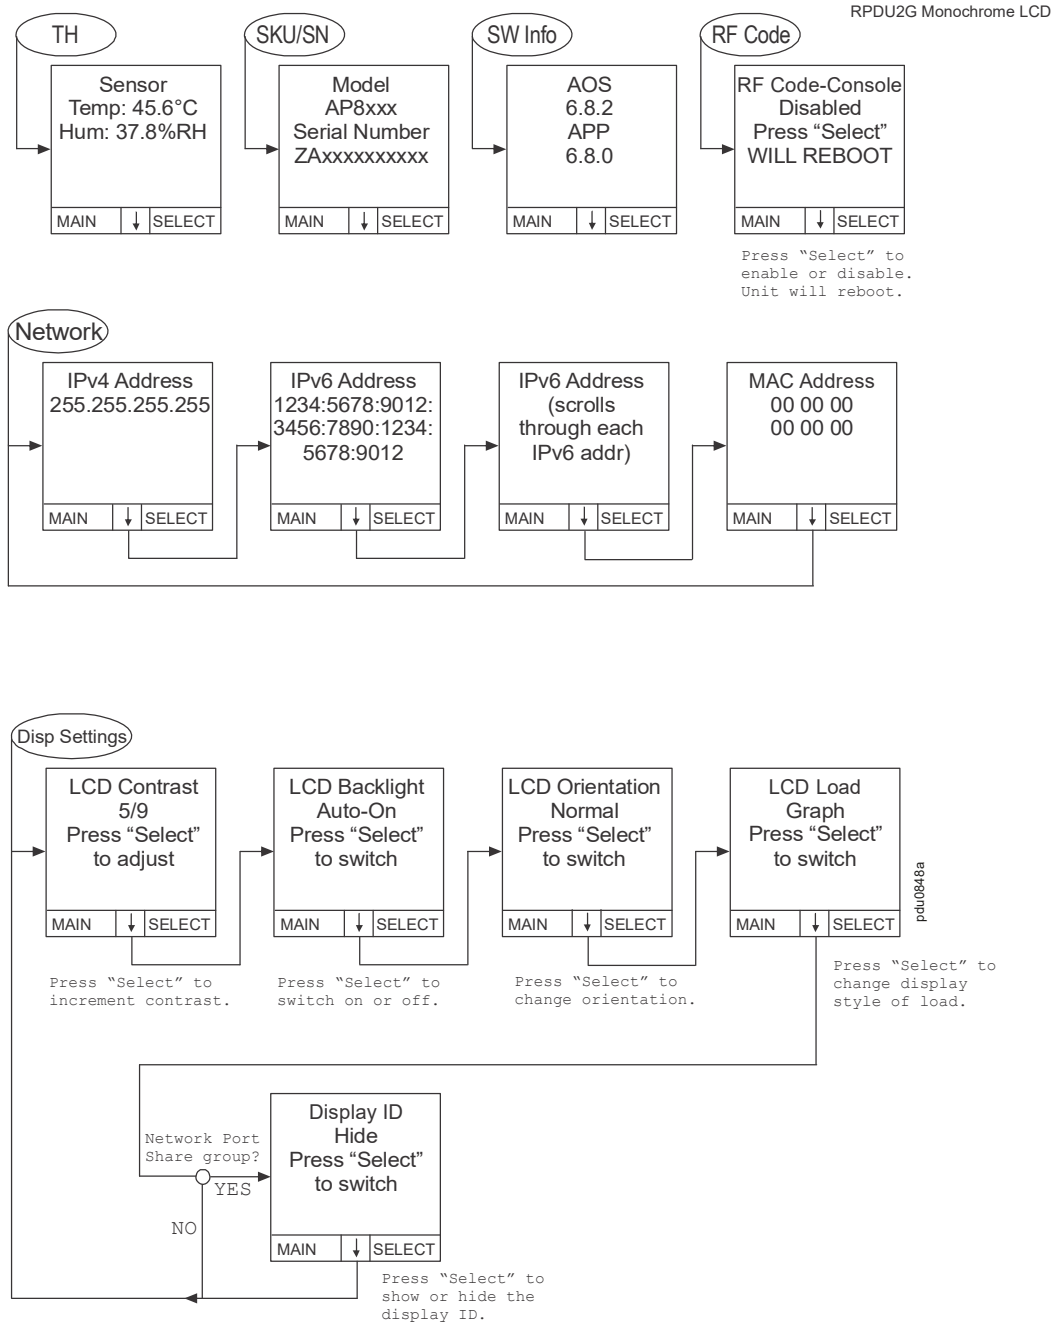 RPDU2G Monochrome LCD
TH
Sensor
Temp: 45.6°C
Hum: 37.8%RH
MAIN ↓ SELECT
SKU/SN
Model
AP8xxx
Serial Number
ZAxxxxxxxxxx
MAIN ↓ SELECT
SW Info
AOS
6.8.2
APP
6.8.0
MAIN ↓ SELECT
RF Code
RF Code-Console
Disabled
Press “Select”
WILL REBOOT
MAIN ↓ SELECT
Press “Select” to
enable or disable.
Unit will reboot.
Network
IPv4 Address
255.255.255.255
MAIN ↓ SELECT
IPv6 Address
1234:5678:9012:
3456:7890:1234:
5678:9012
MAIN ↓ SELECT
IPv6 Address
(scrolls
through each
IPv6 addr)
MAIN ↓ SELECT
MAC Address
00 00 00
00 00 00
MAIN ↓ SELECT
Disp Settings
LCD Contrast
5/9
Press “Select”
to adjust
MAIN ↓ SELECT
Press “Select” to
increment contrast.
LCD Backlight
Auto-On
Press “Select”
to switch
MAIN ↓ SELECT
Press “Select” to
switch on or off.
LCD Orientation
Normal
Press “Select”
to switch
MAIN ↓ SELECT
Press “Select” to
change orientation.
LCD Load
Graph
Press “Select”
to switch
MAIN ↓ SELECT
Press “Select” to
change display
style of load.
pdu0848a
Network Port
Share group?
YES
NO
Display ID
Hide
Press “Select”
to switch
MAIN ↓ SELECT
Press “Select” to
show or hide the
display ID.